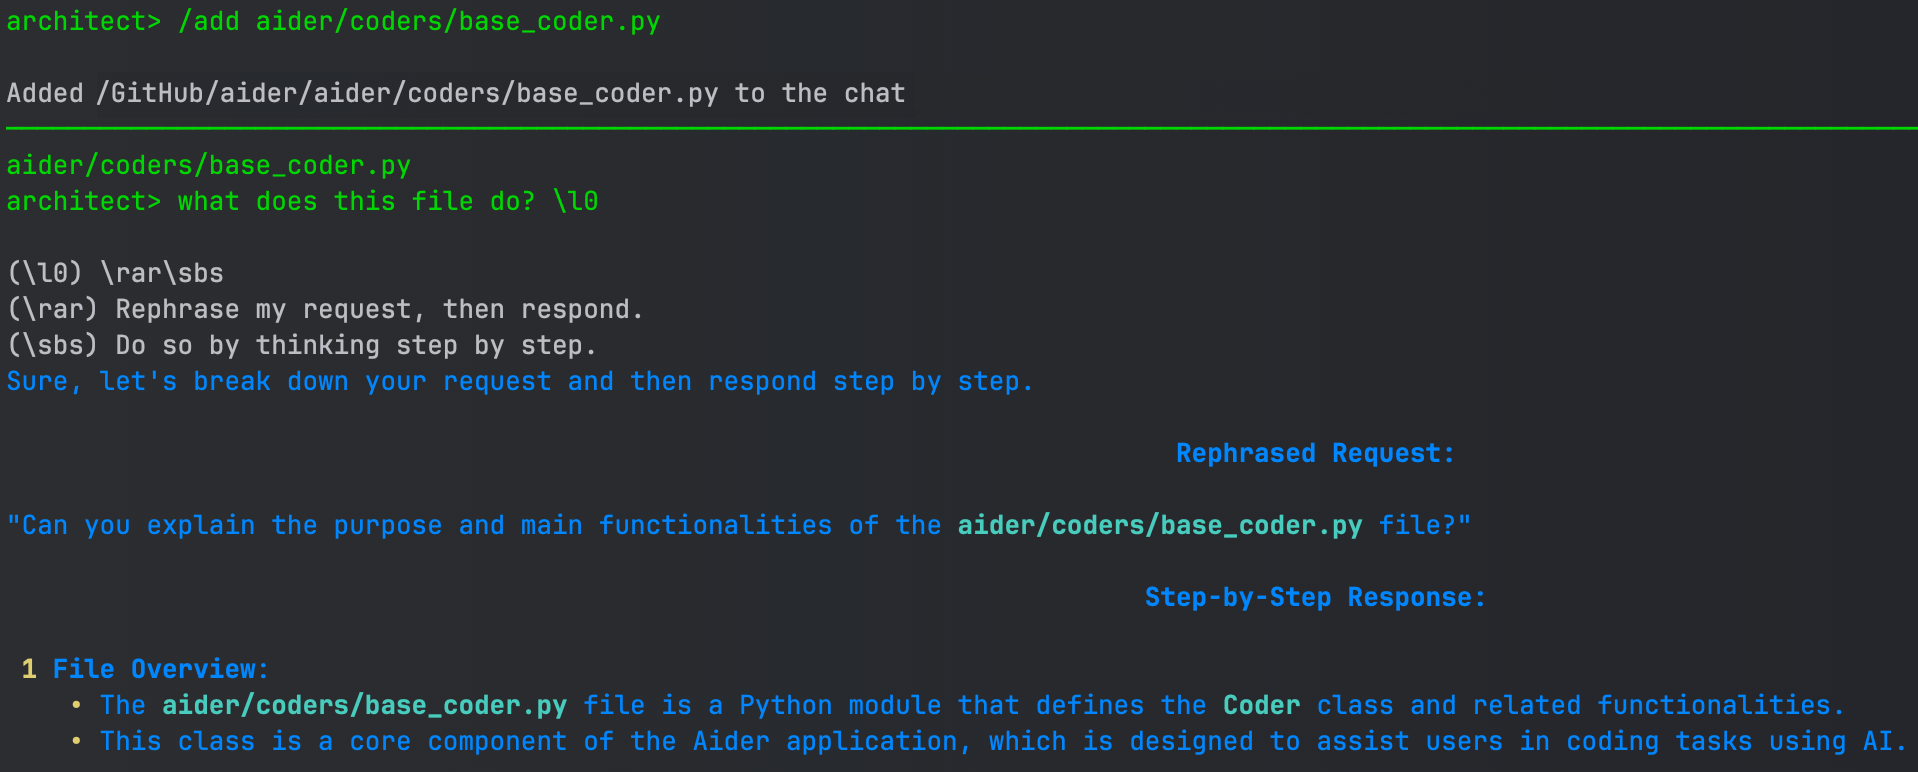 architect> /add aider/coders/base_coder.py
Added /GitHub/aider/aider/coders/base_coder.py to the chat
aider/coders/base_coder.py
architect> what does this file do? \l0
(\l0) \rar\sbs
(\rar) Rephrase my request, then respond.
(\sbs) Do so by thinking step by step.
Sure, let's break down your request and then respond step by step.
Rephrased Request:
"Can you explain the purpose and main functionalities of the aider/coders/base_coder.py file?"
Step-by-Step Response:
1 File Overview:
• The aider/coders/base_coder.py file is a Python module that defines the Coder class and related functionalities.
• This class is a core component of the Aider application, which is designed to assist users in coding tasks using AI.